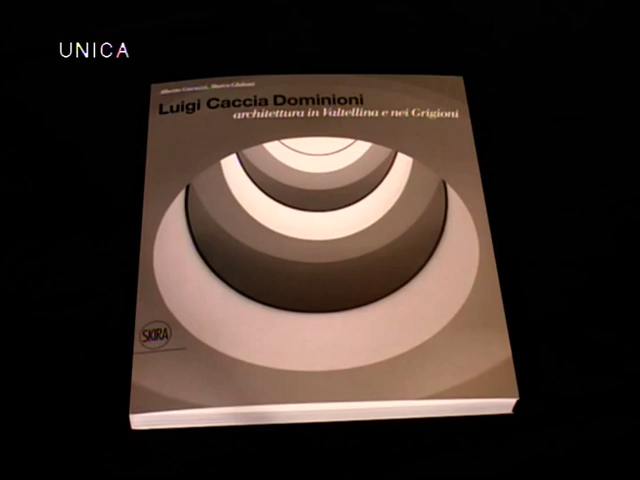 UNICA
Luigi Caccia Dominioni
architettura in Valtellina e nei Grigioni
SKIRA